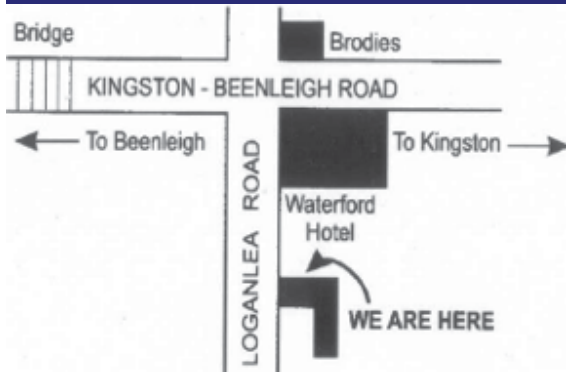 Bridge
Brodies
KINGSTON - BEENLEIGH ROAD
To Beenleigh
To Kingston
LOGANLEA ROAD
Waterford
Hotel
WE ARE HERE